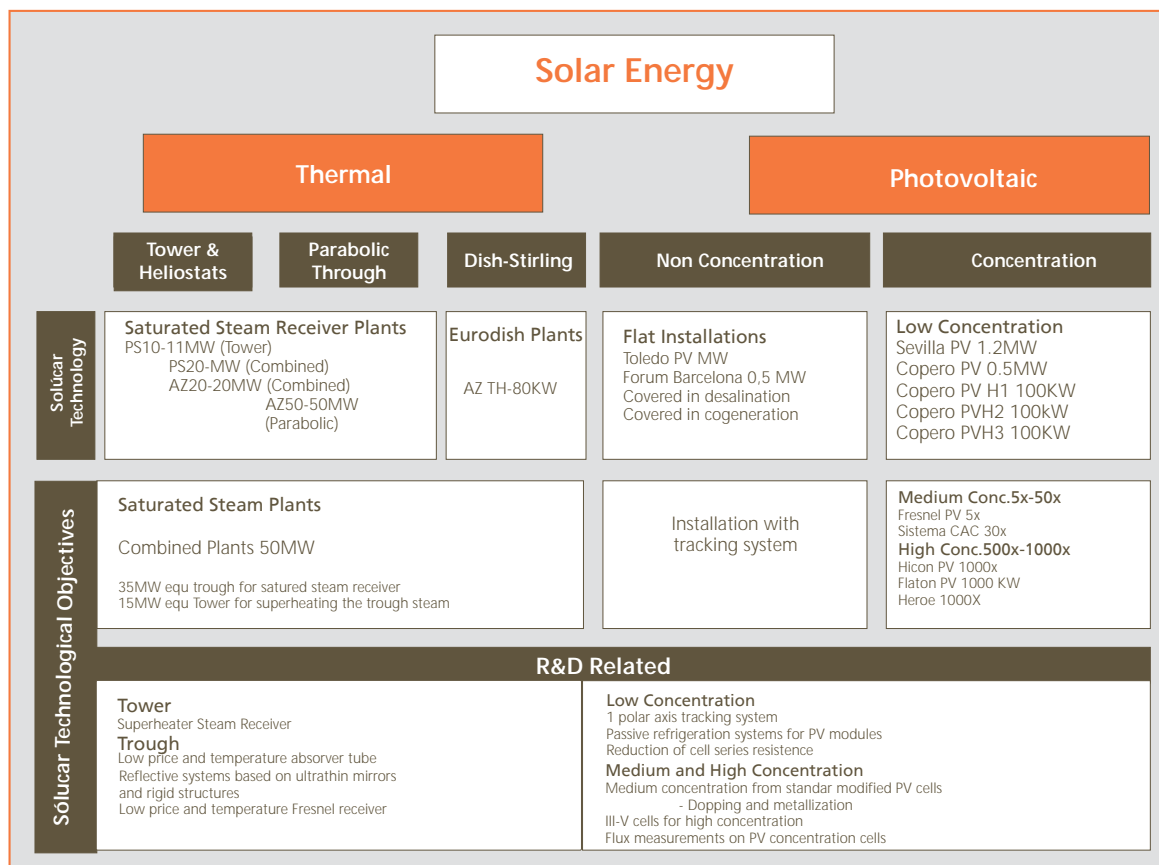 Solar Energy
Thermal
Photovoltaic
Tower &
Heliostats
Parabolic
Through
Dish-Stirling
Non Concentration
Concentration
Solúcar
Technology
Saturated Steam Receiver Plants
PS10-11MW (Tower)
PS20-MW (Combined)
AZ20-20MW (Combined)
AZ50-50MW
(Parabolic)
Eurodish Plants
AZ TH-80KW
Flat Installations
Toledo PV MW
Forum Barcelona 0,5 MW
Covered in desalination
Covered in cogeneration
Low Concentration
Sevilla PV 1.2MW
Copero PV 0.5MW
Copero PV H1 100KW
Copero PVH2 100kW
Copero PVH3 100KW
Sólucar Technological Objectives
Saturated Steam Plants
Combined Plants 50MW
35MW equ trough for satured steam receiver
15MW equ Tower for superheating the trough steam
Installation with
tracking system
Medium Conc.5x-50x
Fresnel PV 5x
Sistema CAC 30x
High Conc.500x-1000x
Hicon PV 1000x
Flaton PV 1000 KW
Heroe 1000X
R&D Related
Tower
Superheater Steam Receiver
Trough
Low price and temperature absorver tube
Reflective systems based on ultrathin mirrors
and rigid structures
Low price and temperature Fresnel receiver
Low Concentration
1 polar axis tracking system
Passive refrigeration systems for PV modules
Reduction of cell series resistence
Medium and High Concentration
Medium concentration from standar modified PV cells
- Dopping and metallization
III-V cells for high concentration
Flux measurements on PV concentration cells